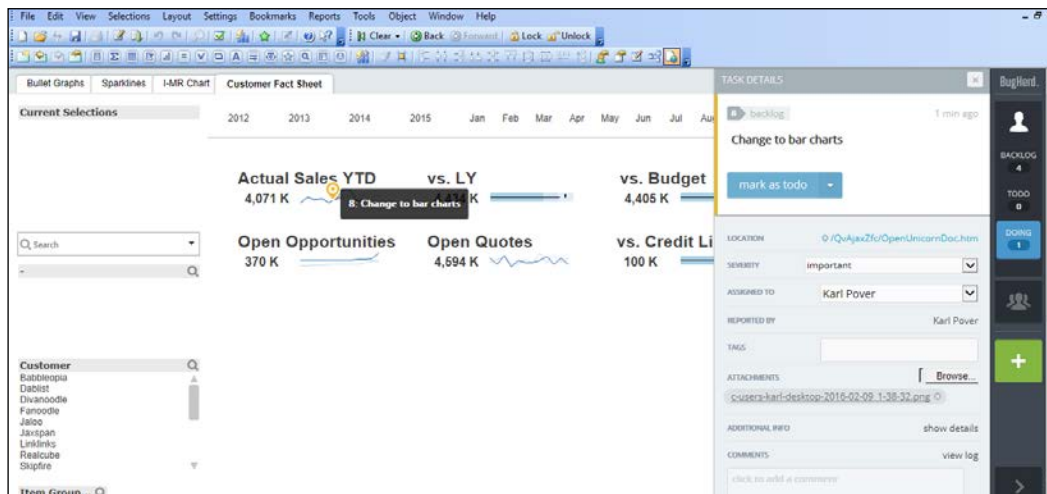 File Edit View Selections Layout Settings Bookmarks Reports Tools Object Window Help
Clear Back Forward Lock Unlock
Bullet Graphs Sparklines I-MR Chart Customer Fact Sheet
Current Selections
2012 2013 2014 2015 Jan Feb Mar Apr May Jun Jul Au
Actual Sales YTD vs. LY vs. Budget
4,071 K 4,434 K 4,405 K
8: Change to bar charts
Open Opportunities Open Quotes vs. Credit Li
370 K 4,594 K 100 K
Search
-
Customer
Babbleopia
Dablist
Divanoodle
Fanoodle
Jaloo
Jaxspan
Linklinks
Realcube
Skipfire
Item Group
TASK DETAILS
8 backlog 1 min ago
Change to bar charts
mark as todo
LOCATION 0 /QvAjaxZfc/OpenUnicornDoc.htm
SEVERITY important
ASSIGNED TO Karl Pover
REPORTED BY Karl Pover
TAGS
ATTACHMENTS Browse...
c-users-karl-desktop-2016-02-09_1-38-32.png
ADDITIONAL INFO show details
COMMENTS view log
click to add a comment
BugHerd.
BACKLOG
4
TODO
0
DOING
1